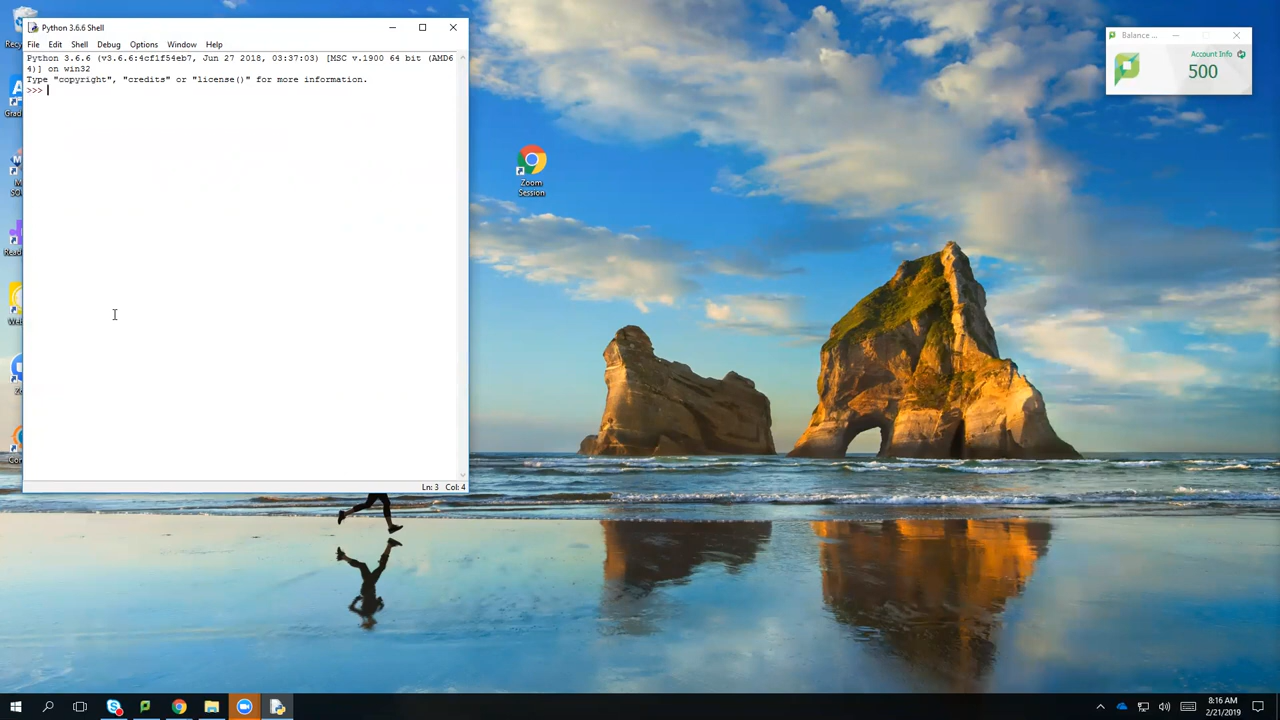 Python 3.6.6 Shell
File Edit Shell Debug Options Window Help
Python 3.6.6 (v3.6.6:4cf1f54eb7, Jun 27 2018, 03:37:03) [MSC v.1900 64 bit (AMD6
4)] on win32
Type "copyright", "credits" or "license()" for more information.
>>>
Ln: 3 Col: 4
Balance ...
Account Info
500
Zoom
Session
8:16 AM
2/21/2019